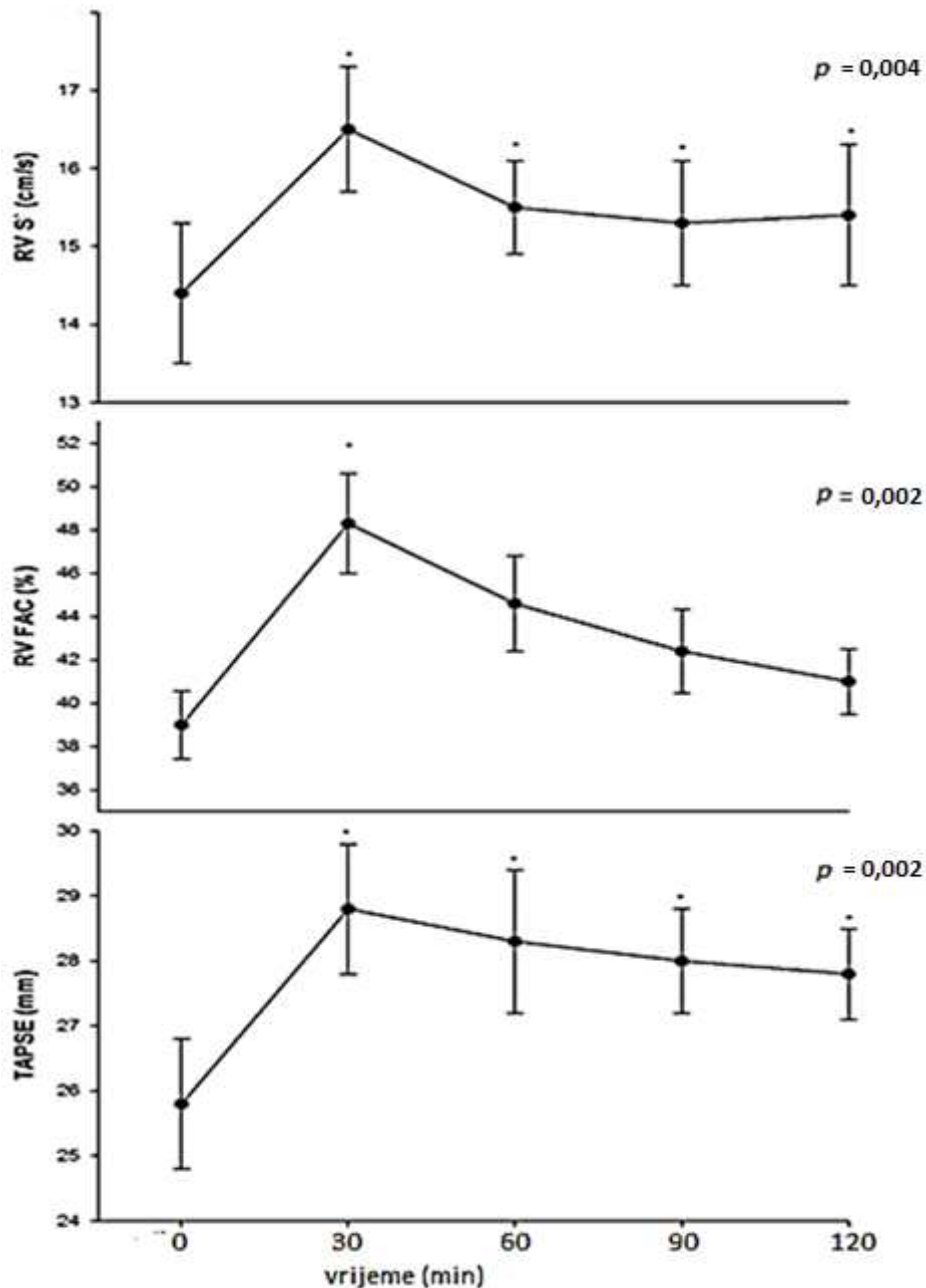 17
16
15
14
13
RV S` (cm/s)
p = 0,004
52
50
48
46
44
42
40
38
36
RV FAC (%)
p = 0,002
30
29
28
27
26
25
24
TAPSE (mm)
p = 0,002
0 30 60 90 120
vrijeme (min)